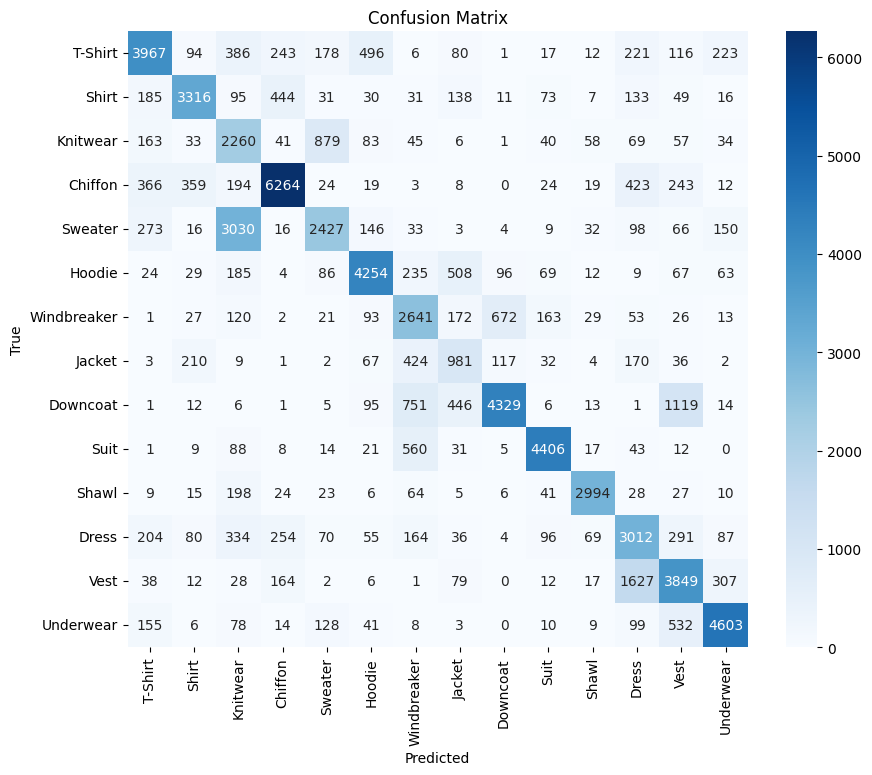 Confusion Matrix
T-Shirt 3967 94 386 243 178 496 6 80 1 17 12 221 116 223
Shirt 185 3316 95 444 31 30 31 138 11 73 7 133 49 16
Knitwear 163 33 2260 41 879 83 45 6 1 40 58 69 57 34
Chiffon 366 359 194 6264 24 19 3 8 0 24 19 423 243 12
Sweater 273 16 3030 16 2427 146 33 3 4 9 32 98 66 150
Hoodie 24 29 185 4 86 4254 235 508 96 69 12 9 67 63
Windbreaker 1 27 120 2 21 93 2641 172 672 163 29 53 26 13
Jacket 3 210 9 1 2 67 424 981 117 32 4 170 36 2
Downcoat 1 12 6 1 5 95 751 446 4329 6 13 1 1119 14
Suit 1 9 88 8 14 21 560 31 5 4406 17 43 12 0
Shawl 9 15 198 24 23 6 64 5 6 41 2994 28 27 10
Dress 204 80 334 254 70 55 164 36 4 96 69 3012 291 87
Vest 38 12 28 164 2 6 1 79 0 12 17 1627 3849 307
Underwear 155 6 78 14 128 41 8 3 0 10 9 99 532 4603
True
T-Shirt Shirt Knitwear Chiffon Sweater Hoodie Windbreaker Jacket Downcoat Suit Shawl Dress Vest Underwear
Predicted
6000
5000
4000
3000
2000
1000
0